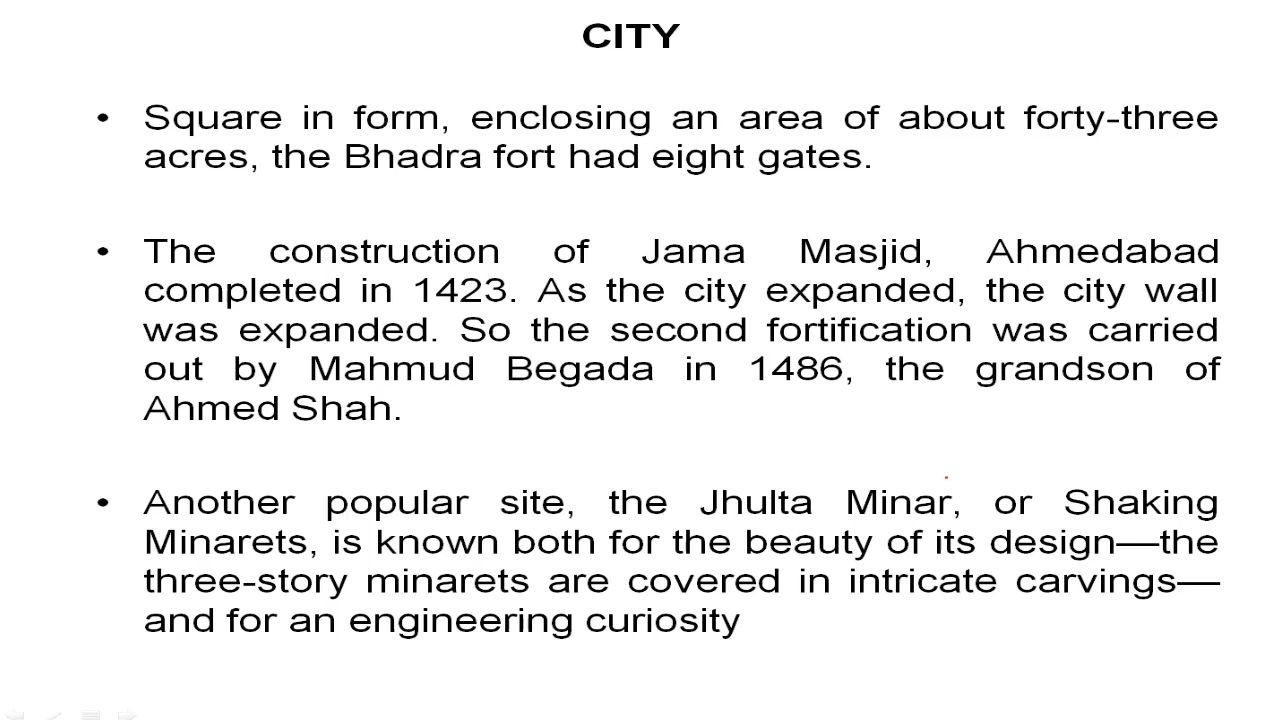 CITY
• Square in form, enclosing an area of about forty-three
acres, the Bhadra fort had eight gates.
• The construction of Jama Masjid, Ahmedabad
completed in 1423. As the city expanded, the city wall
was expanded. So the second fortification was carried
out by Mahmud Begada in 1486, the grandson of
Ahmed Shah.
• Another popular site, the Jhulta Minar, or Shaking
Minarets, is known both for the beauty of its design—the
three-story minarets are covered in intricate carvings—
and for an engineering curiosity